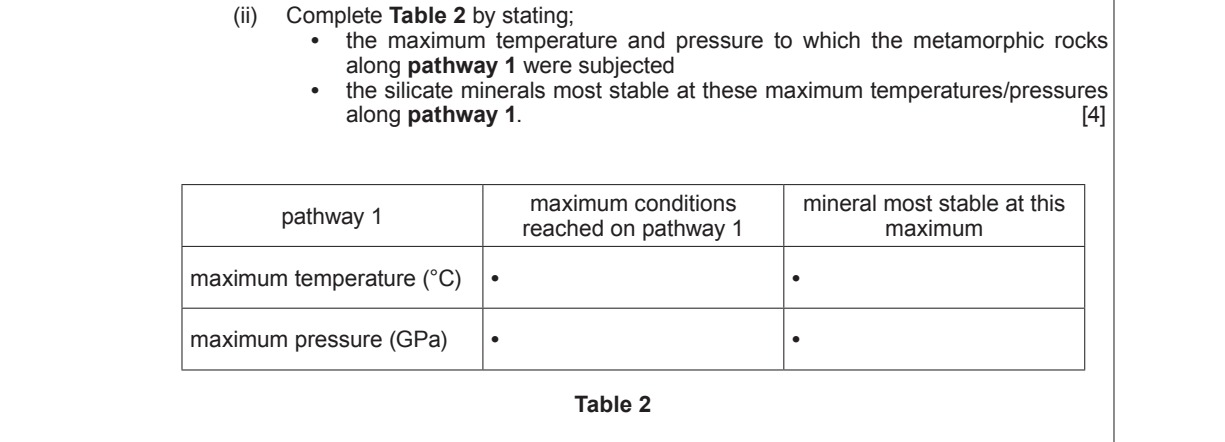 (ii) Complete Table 2 by stating;
• the maximum temperature and pressure to which the metamorphic rocks
along pathway 1 were subjected
• the silicate minerals most stable at these maximum temperatures/pressures
along pathway 1. [4]
pathway 1
maximum conditions
reached on pathway 1
mineral most stable at this
maximum
maximum temperature (°C) • •
maximum pressure (GPa) • •
Table 2